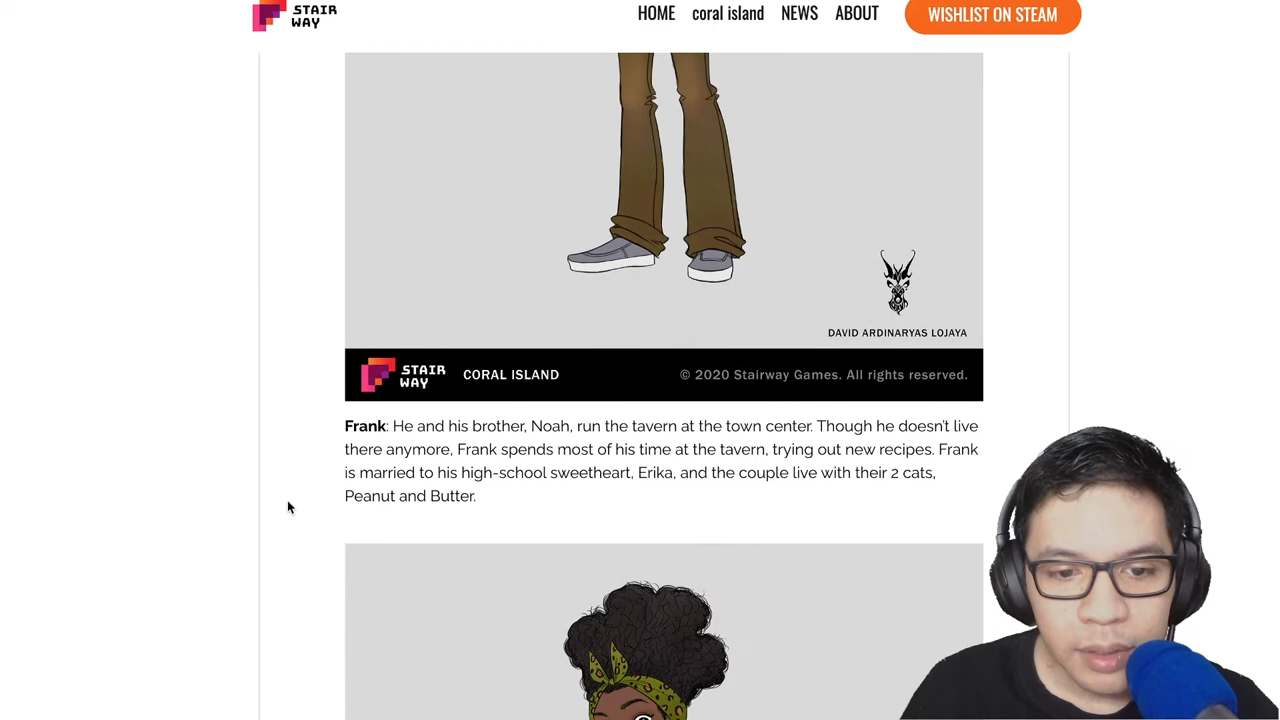 STAIR
WAY
HOME coral island NEWS ABOUT WISHLIST ON STEAM
DAVID ARDINARYAS LOJAYA
STAIR
WAY
CORAL ISLAND © 2020 Stairway Games. All rights reserved.
Frank: He and his brother, Noah, run the tavern at the town center. Though he doesn’t live
there anymore, Frank spends most of his time at the tavern, trying out new recipes. Frank
is married to his high-school sweetheart, Erika, and the couple live with their 2 cats,
Peanut and Butter.